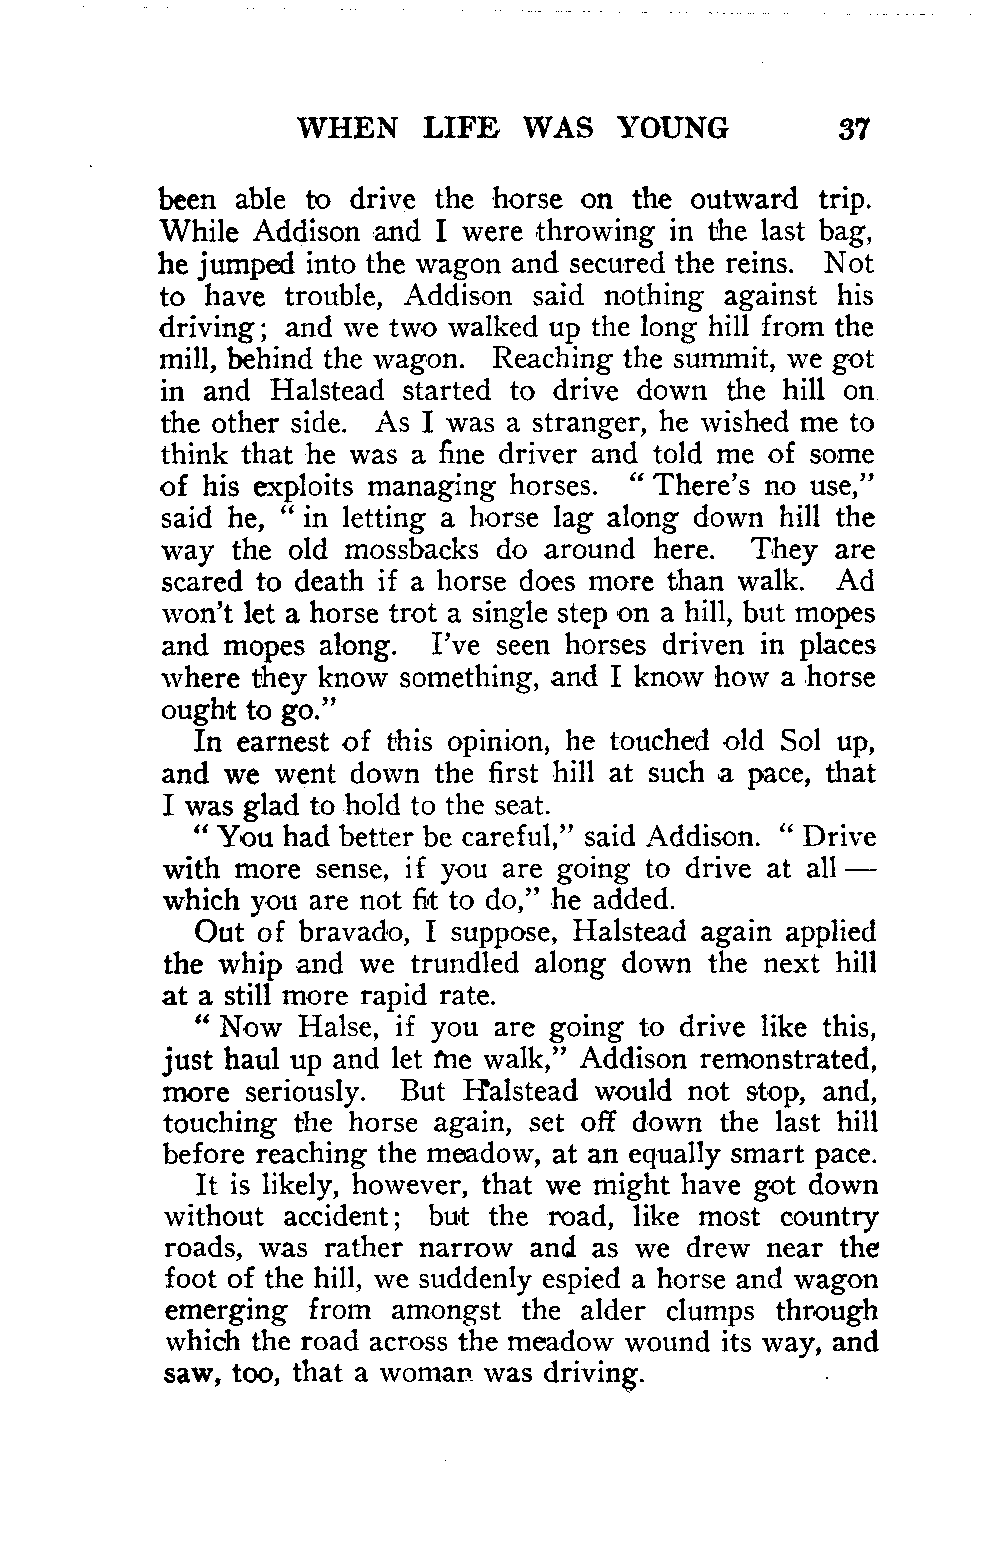 WHEN LIFE WAS YOUNG 37
been able to drive the horse on the outward trip.
While Addison and I were throwing in the last bag,
he jumped into the wagon and secured the reins. Not
to have trouble, Addison said nothing against his
driving; and we two walked up the long hill from the
mill, behind the wagon. Reaching the summit, we got
in and Halstead started to drive down the hill on
the other side. As I was a stranger, he wished me to
think that he was a fine driver and told me of some
of his exploits managing horses. “ There’s no use,”
said he, “ in letting a horse lag along down hill the
way the old mossbacks do around here. They are
scared to death if a horse does more than walk. Ad
won’t let a horse trot a single step on a hill, but mopes
and mopes along. I’ve seen horses driven in places
where they know something, and I know how a horse
ought to go.”
In earnest of this opinion, he touched old Sol up,
and we went down the first hill at such a pace, that
I was glad to hold to the seat.
“ You had better be careful,” said Addison. “ Drive
with more sense, if you are going to drive at all —
which you are not fit to do,” he added.
Out of bravado, I suppose, Halstead again applied
the whip and we trundled along down the next hill
at a still more rapid rate.
“ Now Halse, if you are going to drive like this,
just haul up and let me walk,” Addison remonstrated,
more seriously. But Halstead would not stop, and,
touching the horse again, set off down the last hill
before reaching the meadow, at an equally smart pace.
It is likely, however, that we might have got down
without accident; but the road, like most country
roads, was rather narrow and as we drew near the
foot of the hill, we suddenly espied a horse and wagon
emerging from amongst the alder clumps through
which the road across the meadow wound its way, and
saw, too, that a woman was driving.